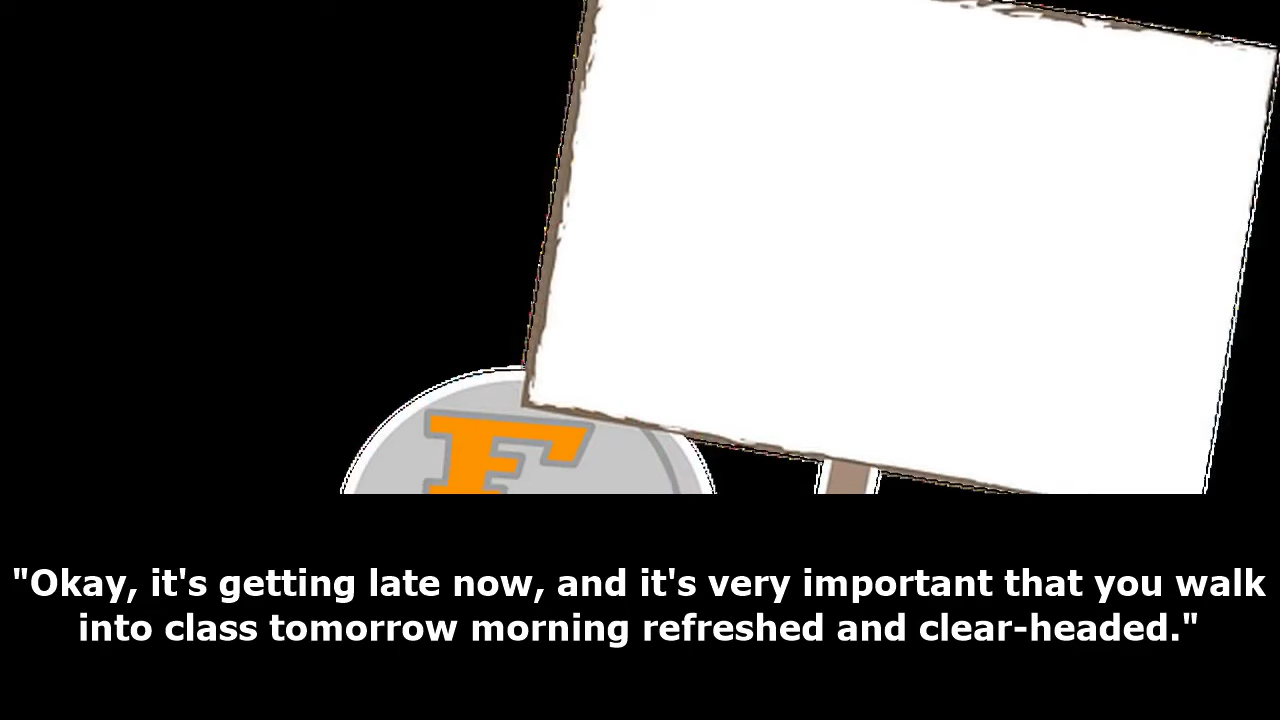 F
"Okay, it's getting late now, and it's very important that you walk
into class tomorrow morning refreshed and clear-headed."